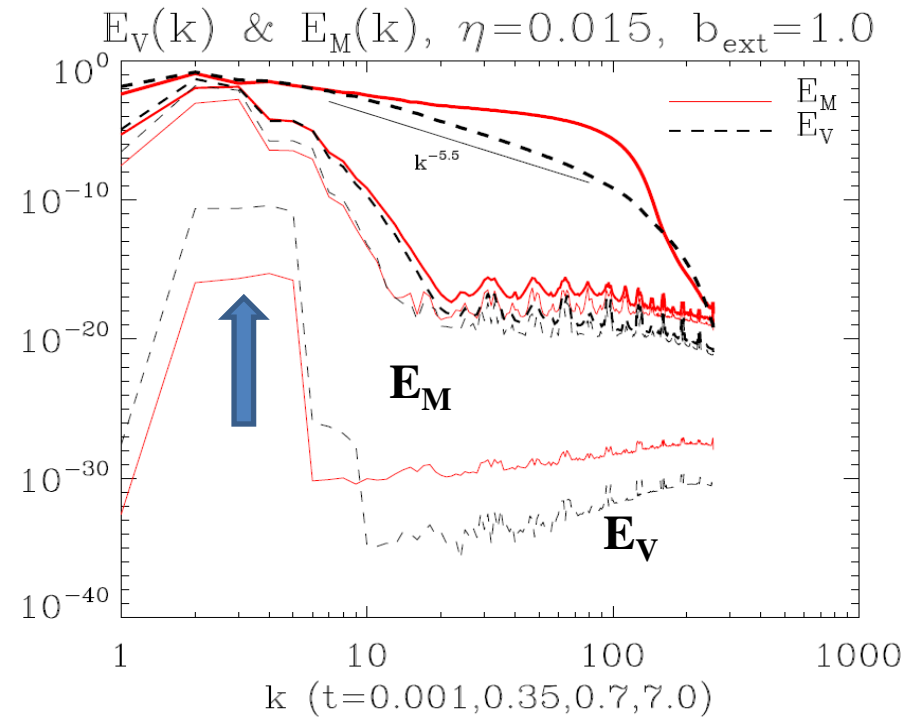 E_V(k) & E_M(k), η=0.015, b_ext=1.0
10^0
10^-10
10^-20
10^-30
10^-40
E_M
E_V
k^-5.5
E_M
E_V
1 10 100 1000
k (t=0.001,0.35,0.7,7.0)